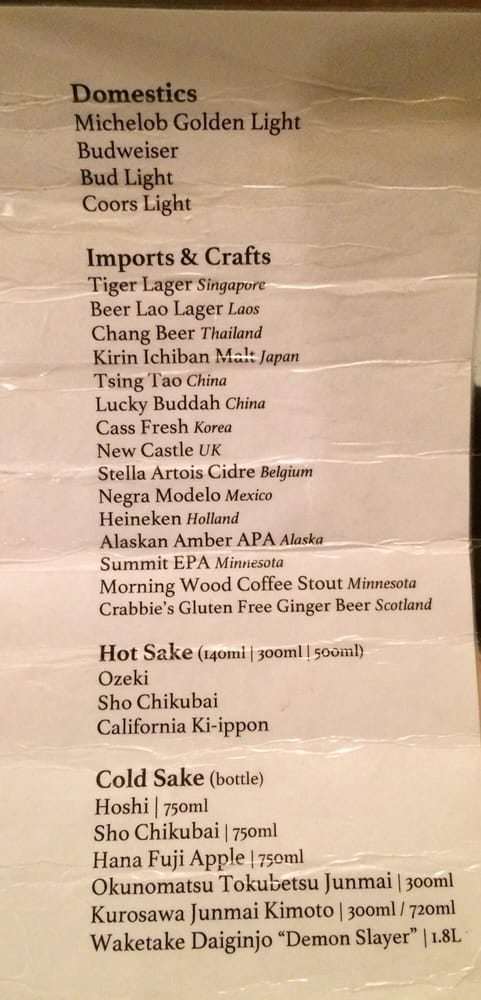 Domestics
Michelob Golden Light
Budweiser
Bud Light
Coors Light
Imports & Crafts
Tiger Lager Singapore
Beer Lao Lager Laos
Chang Beer Thailand
Kirin Ichiban Malt Japan
Tsing Tao China
Lucky Buddah China
Cass Fresh Korea
New Castle UK
Stella Artois Cidre Belgium
Negra Modelo Mexico
Heineken Holland
Alaskan Amber APA Alaska
Summit EPA Minnesota
Morning Wood Coffee Stout Minnesota
Crabbie's Gluten Free Ginger Beer Scotland
Hot Sake (140ml | 300ml | 500ml)
Ozeki
Sho Chikubai
California Ki-ippon
Cold Sake (bottle)
Hoshi | 750ml
Sho Chikubai | 750ml
Hana Fuji Apple | 750ml
Okunomatsu Tokubetsu Junmai | 300ml
Kurosawa Junmai Kimoto | 300ml / 720ml
Waketake Daiginjo “Demon Slayer” | 1.8L